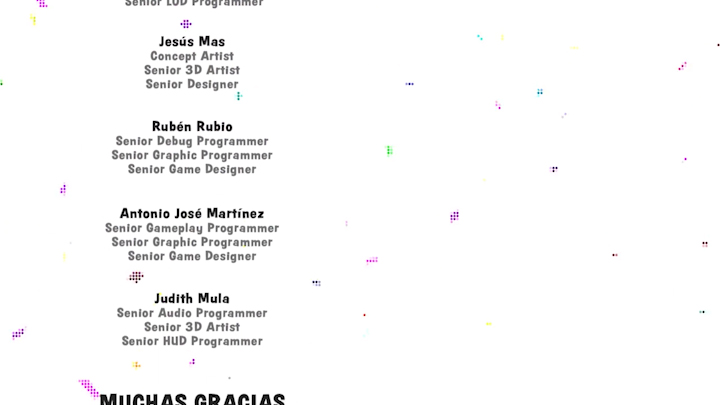 Senior LOD Programmer
Jesús Mas
Concept Artist
Senior 3D Artist
Senior Designer
Rubén Rubio
Senior Debug Programmer
Senior Graphic Programmer
Senior Game Designer
Antonio José Martínez
Senior Gameplay Programmer
Senior Graphic Programmer
Senior Game Designer
Judith Mula
Senior Audio Programmer
Senior 3D Artist
Senior HUD Programmer
MUCHAS GRACIAS